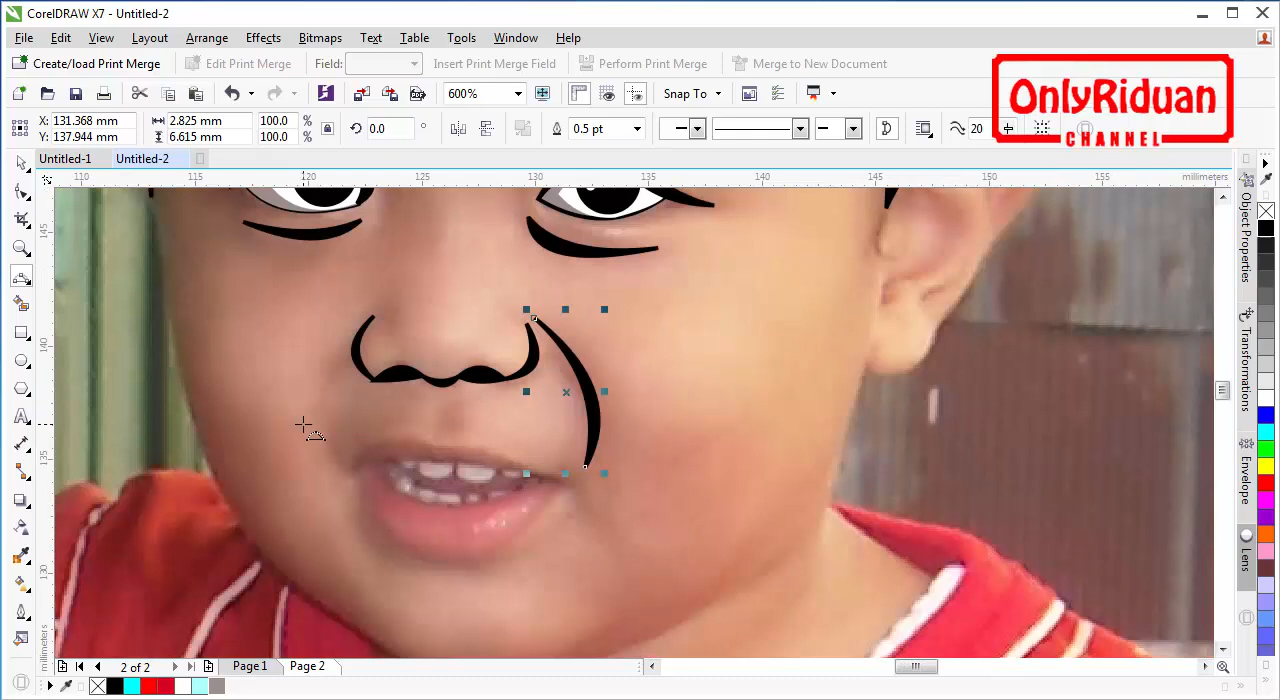 CorelDRAW X7 - Untitled-2
File Edit View Layout Arrange Effects Bitmaps Text Table Tools Window Help
Create/load Print Merge Edit Print Merge Field: Insert Print Merge Field Perform Print Merge Merge to New Document
OnlyRiduan
CHANNEL
600% Snap To
X: 131.368 mm 2.825 mm 100.0 % 0.0 ° 0.5 pt 20
Y: 137.944 mm 6.615 mm 100.0 %
Untitled-1 Untitled-2
110 115 120 125 130 135 140 145 150 155 millimeters
145
140
135
130
millimeters
Object Properties
Transformations
Envelope
Lens
2 of 2 Page 1 Page 2